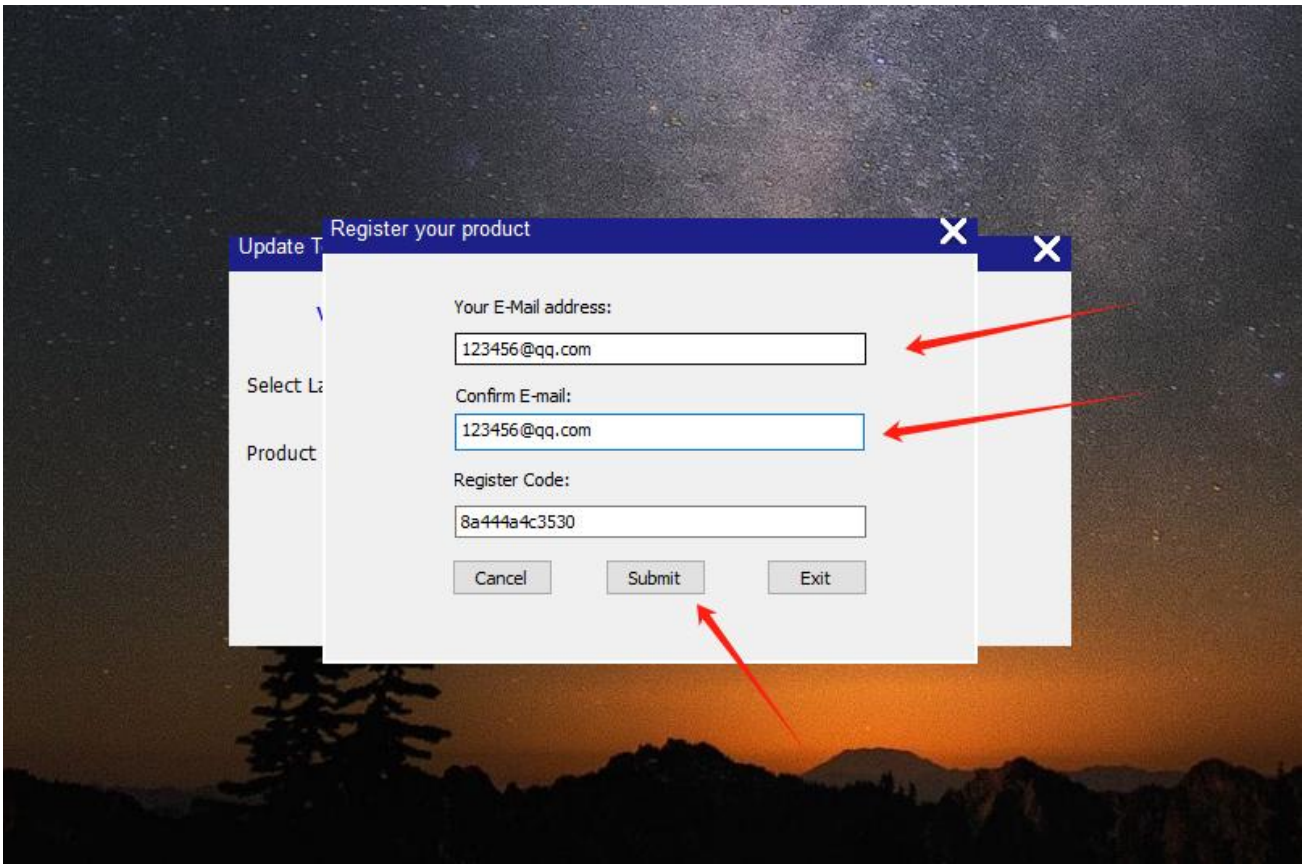 Register your product
Update
Your E-Mail address:
123456@qq.com
Select
Confirm E-mail:
123456@qq.com
Product
Register Code:
8a444a4c3530
Cancel Submit Exit